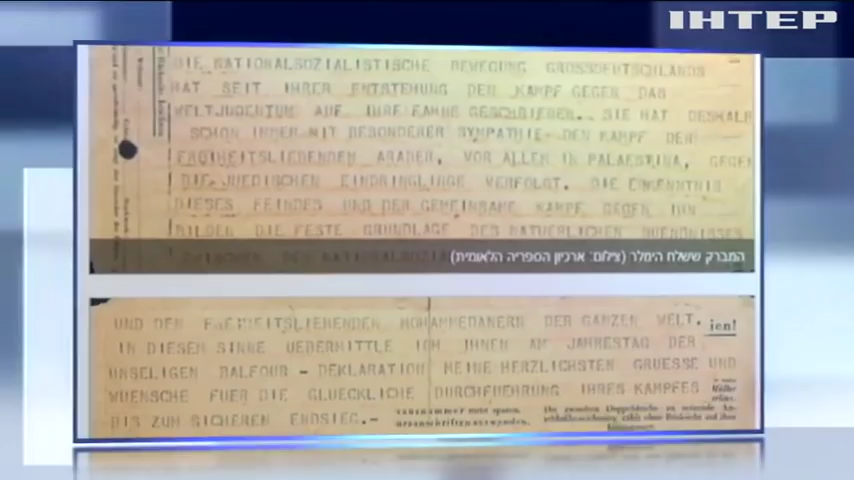 ІНТЕР
DIE NATIONALSOZIALISTISCHE BEWEGUNG GROSSDEUTSCHLANDS
HAT SEIT IHRER ENTSTEHUNG DEN KAMPF GEGEN DAS
WELTJUDENTUM AUF IHRE FAHNE GESCHRIEBEN. SIE HAT DESHALB
SCHON IMMER MIT BESONDERER SYMPATHIE DEN KAMPF DER
FREIHEITSLIEBENDEN ARABER, VOR ALLEM IN PALAESTINA, GEGEN
DIE JUEDISCHEN EINDRINGLINGE VERFOLGT. DIE ERKENNTNIS
DIESES FEINDES UND DER GEMEINSAME KAMPF GEGEN IHN
BILDEN DIE FESTE GRUNDLAGE DES NATUERLICHEN BUENDNISSES
ZWISCHEN DEM NATIONALSOZIA
המברק ששלח הימלר (צילום: ארכיון הספריה הלאומית)
UND DEN FREIHEITSLIEBENDEN MOHAMMEDANERN DER GANZEN WELT.
IN DIESEM SINNE UEBERMITTLE ICH IHNEN AM JAHRESTAG DER
UNSELIGEN BALFOUR - DEKLARATION MEINE HERZLICHSTEN GRUESSE UND
WUENSCHE FUER DIE GLUECKLICHE DURCHFUEHRUNG IHRES KAMPFES
BIS ZUM SICHEREN ENDSIEG.-
ien!